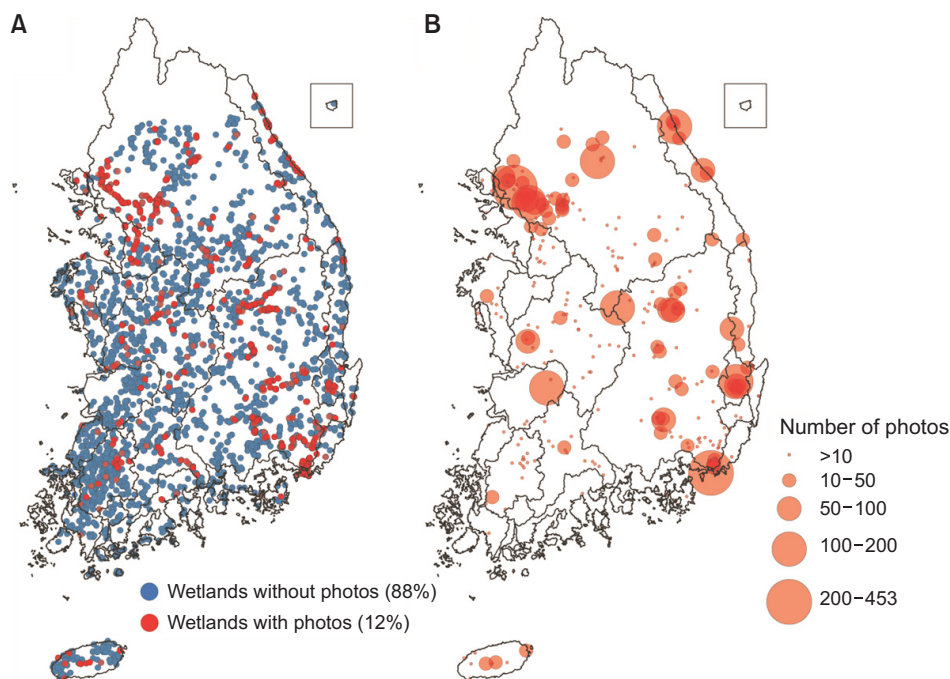 A
B
Wetlands without photos (88%)
Wetlands with photos (12%)
Number of photos
>10
10−50
50−100
100−200
200−453